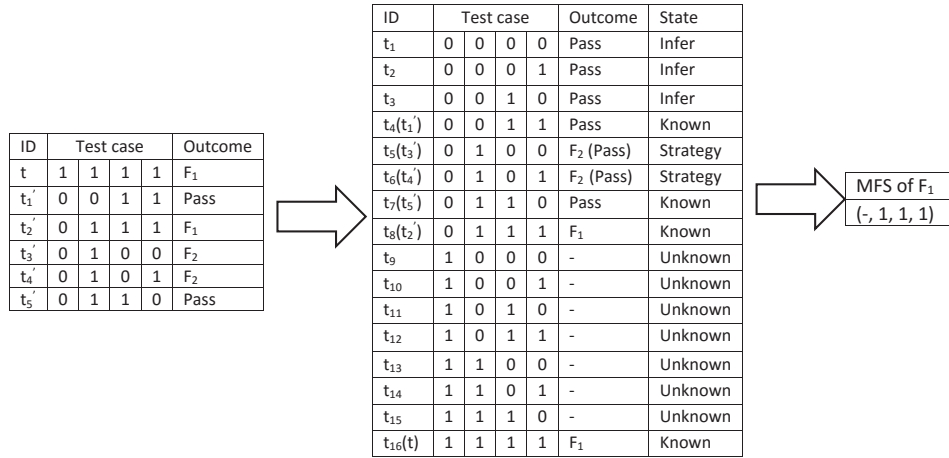 ID Test case Outcome
t 1 1 1 1 F₁
t₁′ 0 0 1 1 Pass
t₂′ 0 1 1 1 F₁
t₃′ 0 1 0 0 F₂
t₄′ 0 1 0 1 F₂
t₅′ 0 1 1 0 Pass
ID Test case Outcome State
t₁ 0 0 0 0 Pass Infer
t₂ 0 0 0 1 Pass Infer
t₃ 0 0 1 0 Pass Infer
t₄(t₁′) 0 0 1 1 Pass Known
t₅(t₃′) 0 1 0 0 F₂ (Pass) Strategy
t₆(t₄′) 0 1 0 1 F₂ (Pass) Strategy
t₇(t₅′) 0 1 1 0 Pass Known
t₈(t₂′) 0 1 1 1 F₁ Known
t₉ 1 0 0 0 - Unknown
t₁₀ 1 0 0 1 - Unknown
t₁₁ 1 0 1 0 - Unknown
t₁₂ 1 0 1 1 - Unknown
t₁₃ 1 1 0 0 - Unknown
t₁₄ 1 1 0 1 - Unknown
t₁₅ 1 1 1 0 - Unknown
t₁₆(t) 1 1 1 1 F₁ Known
MFS of F₁
(-, 1, 1, 1)